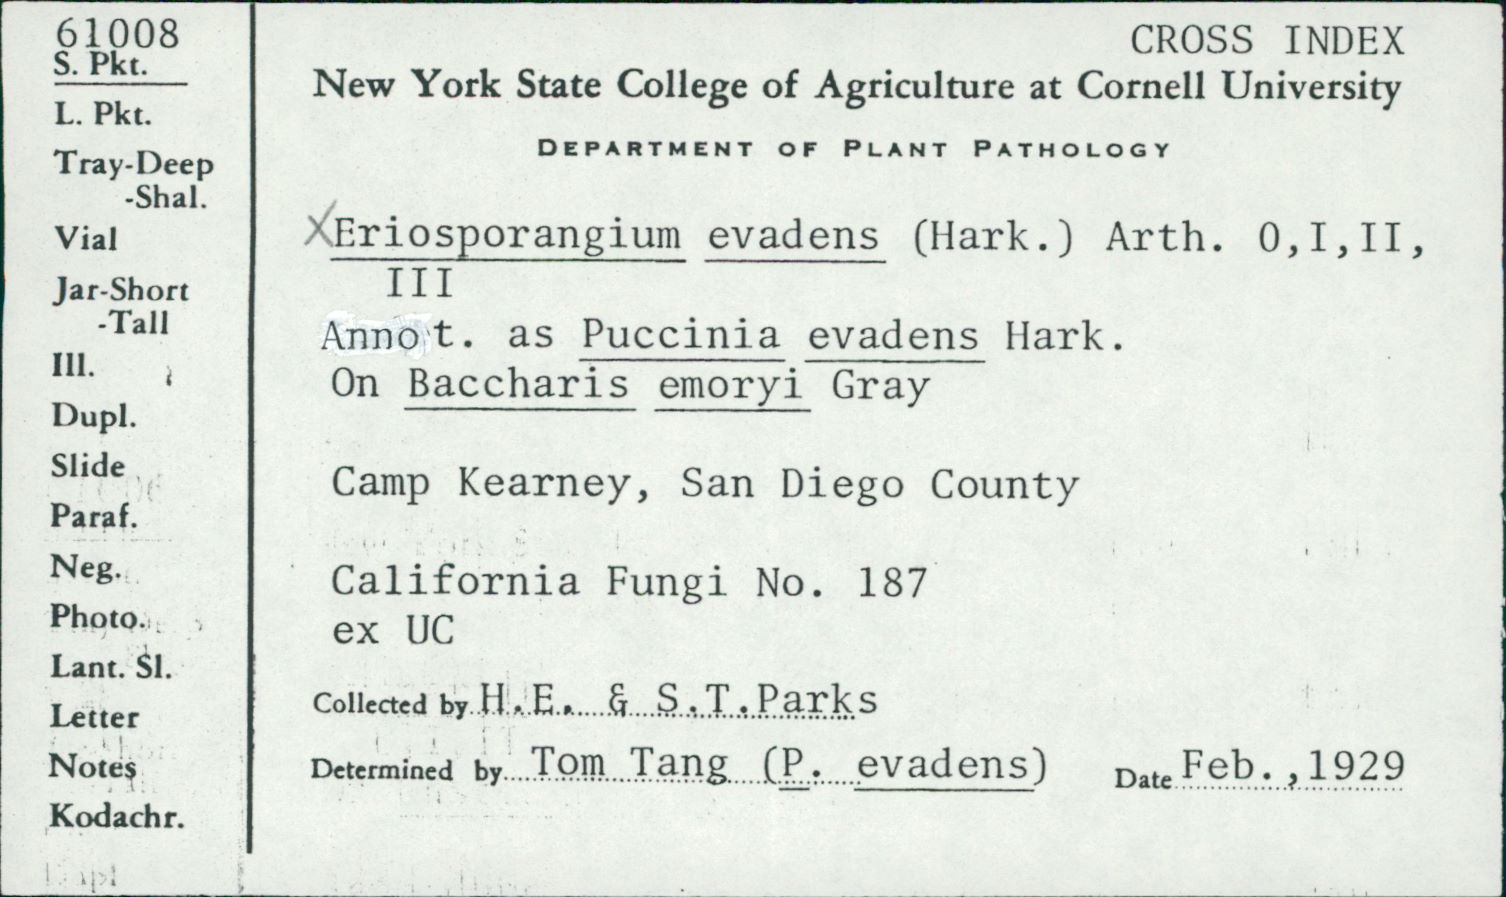 61008
CROSS INDEX
S. Pkt.
L. Pkt.
Tray-Deep
-Shal.
Vial
Jar-Short
-Tall
Ill.
Dupl.
Slide
Paraf.
Neg.
Photo.
Lant. Sl.
Letter
Notes
Kodachr.
New York State College of Agriculture at Cornell University
DEPARTMENT OF PLANT PATHOLOGY
XEriosporangium evadens (Hark.) Arth. 0,I,II,
III
Annot. as Puccinia evadens Hark.
On Baccharis emoryi Gray
Camp Kearney, San Diego County
California Fungi No. 187
ex UC
Collected by H.E. & S.T.Parks
Determined by Tom Tang (P. evadens) Date Feb.,1929